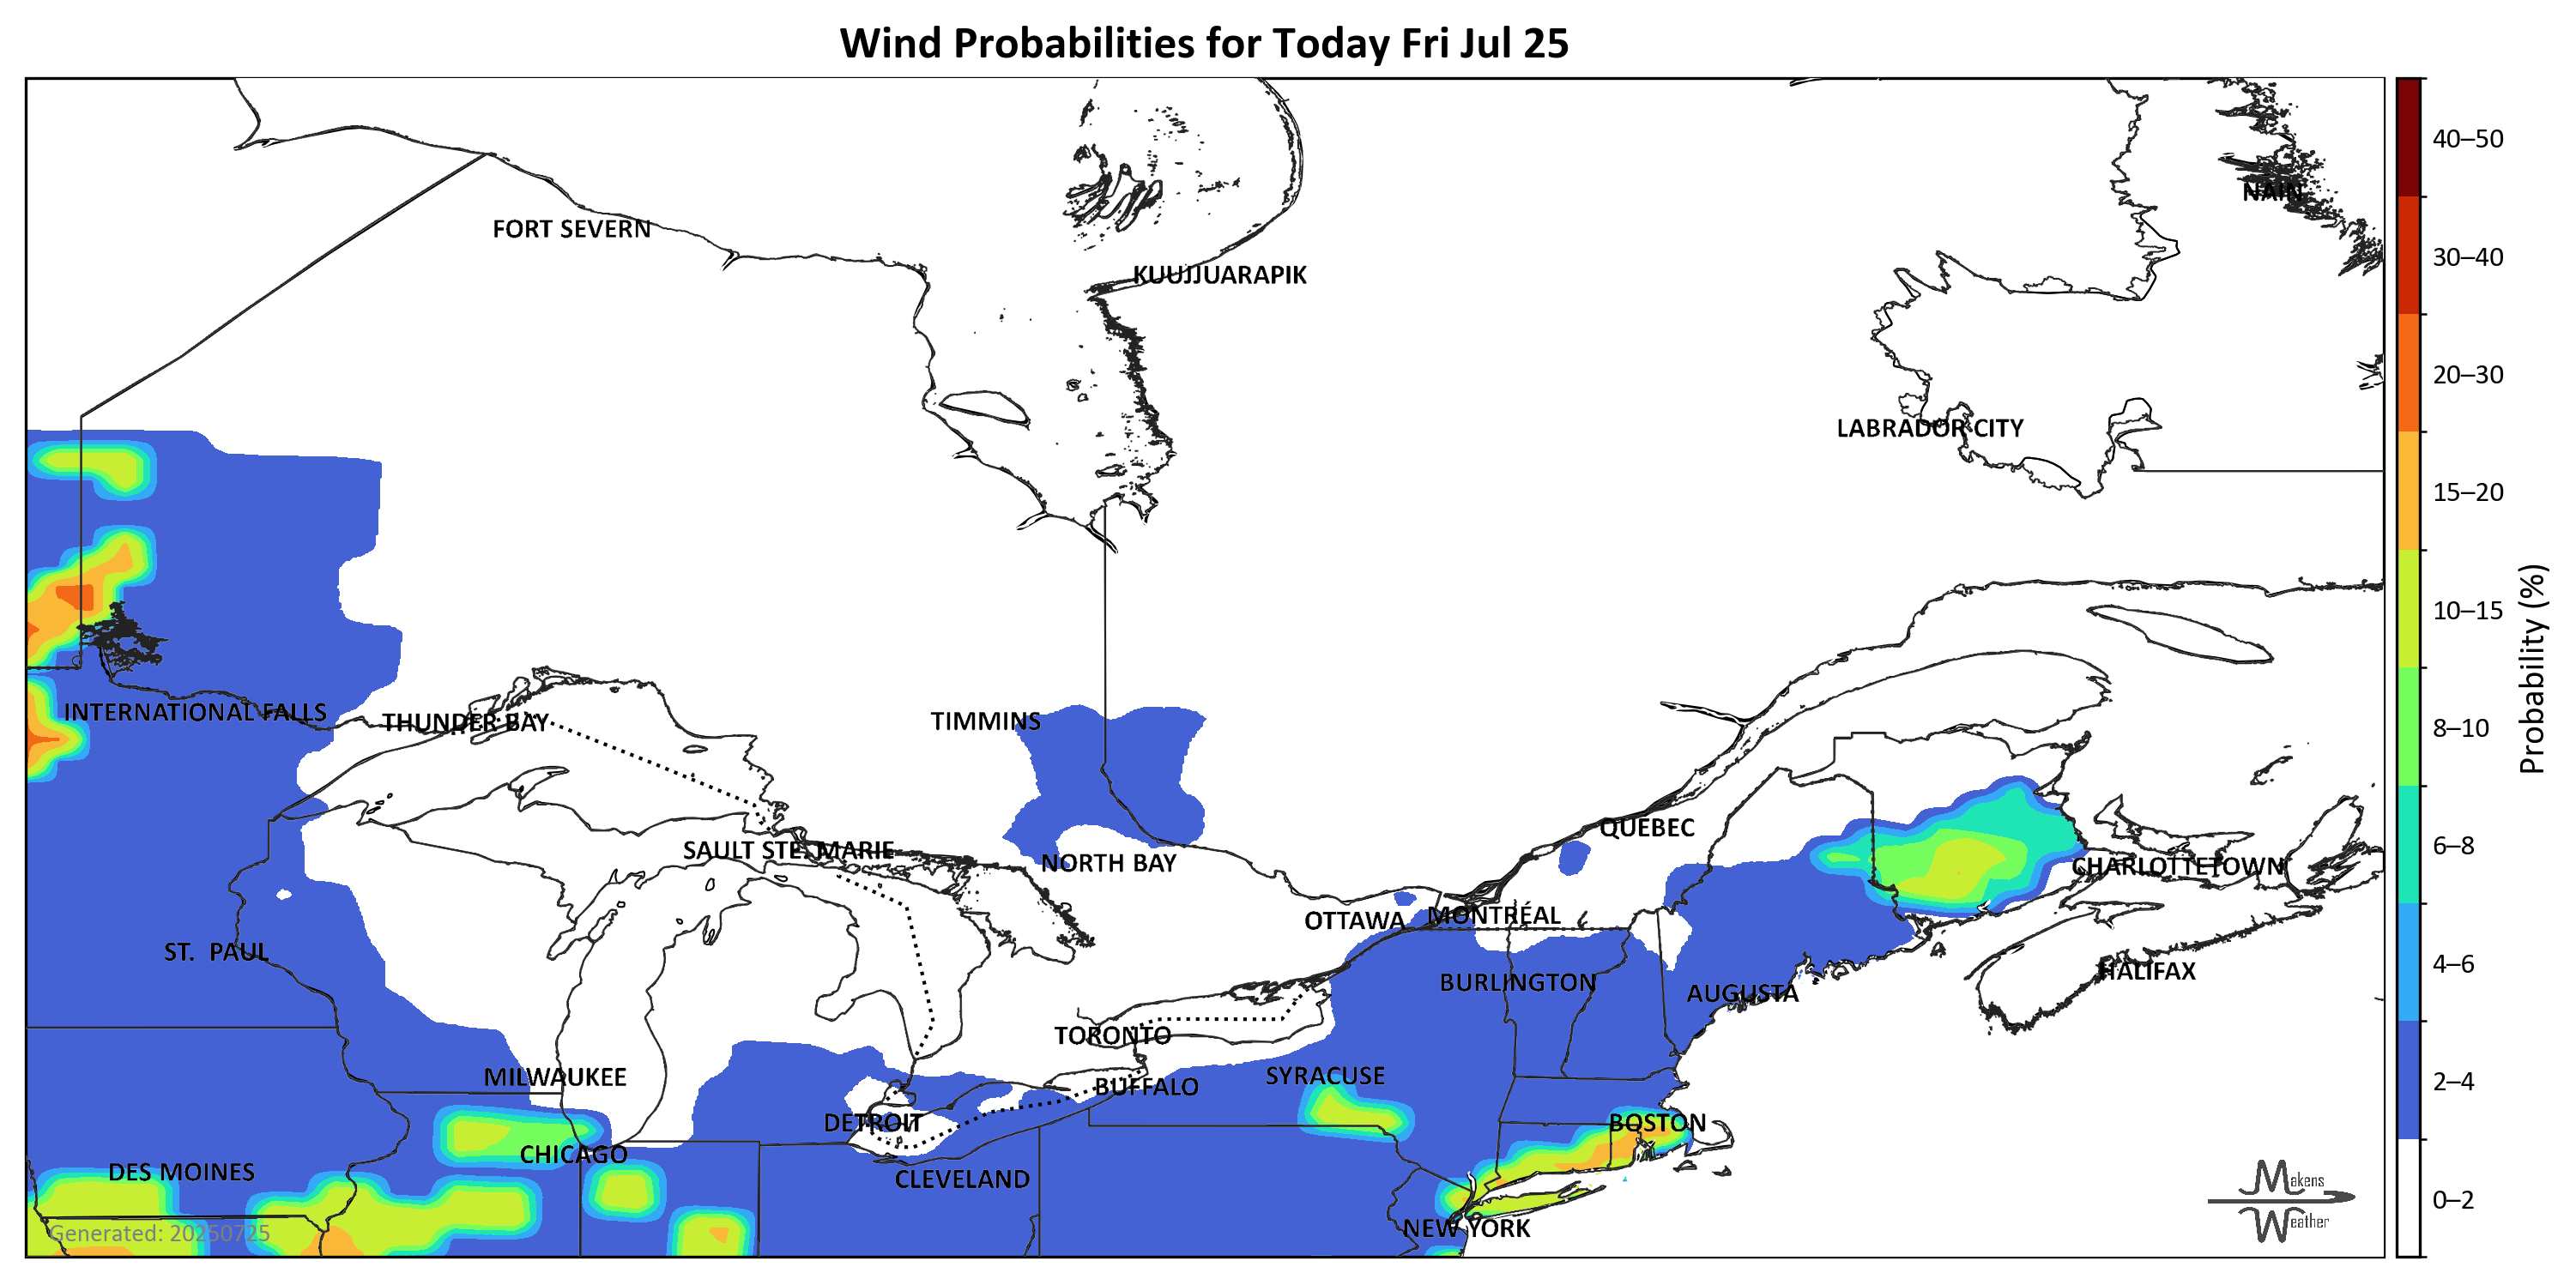 Wind Probabilities for Today Fri Jul 25
40–50
NAIN
FORT SEVERN
30–40
KUUJJUARAPIK
20–30
LABRADOR CITY
15–20
10–15
Probability (%)
INTERNATIONAL FALLS
THUNDER BAY
TIMMINS
8–10
QUEBEC
SAULT STE. MARIE
NORTH BAY
6–8
CHARLOTTETOWN
OTTAWA
MONTRÉAL
ST. PAUL
4–6
HALIFAX
BURLINGTON
AUGUSTA
TORONTO
MILWAUKEE
SYRACUSE
2–4
BUFFALO
DETROIT
BOSTON
CHICAGO
DES MOINES
CLEVELAND
Makens
Weather
0–2
NEW YORK
Generated: 20250725